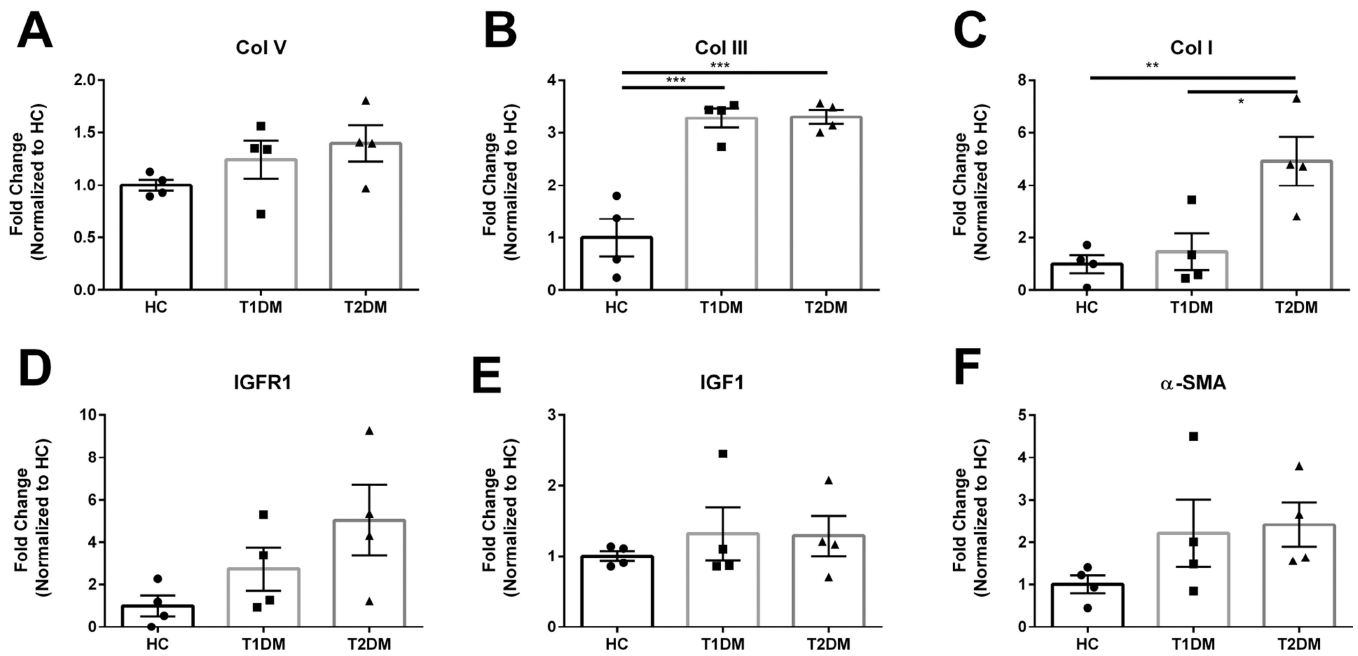 A
Col V
Fold Change
(Normalized to HC)
2.0
1.5
1.0
0.5
0.0
HC T1DM T2DM
B
Col III
***
***
Fold Change
(Normalized to HC)
4
3
2
1
0
HC T1DM T2DM
C
Col I
**
*
Fold Change
(Normalized to HC)
8
6
4
2
0
HC T1DM T2DM
D
IGFR1
Fold Change
(Normalized to HC)
10
8
6
4
2
0
HC T1DM T2DM
E
IGF1
Fold Change
(Normalized to HC)
3
2
1
0
HC T1DM T2DM
F
α-SMA
Fold Change
(Normalized to HC)
5
4
3
2
1
0
HC T1DM T2DM